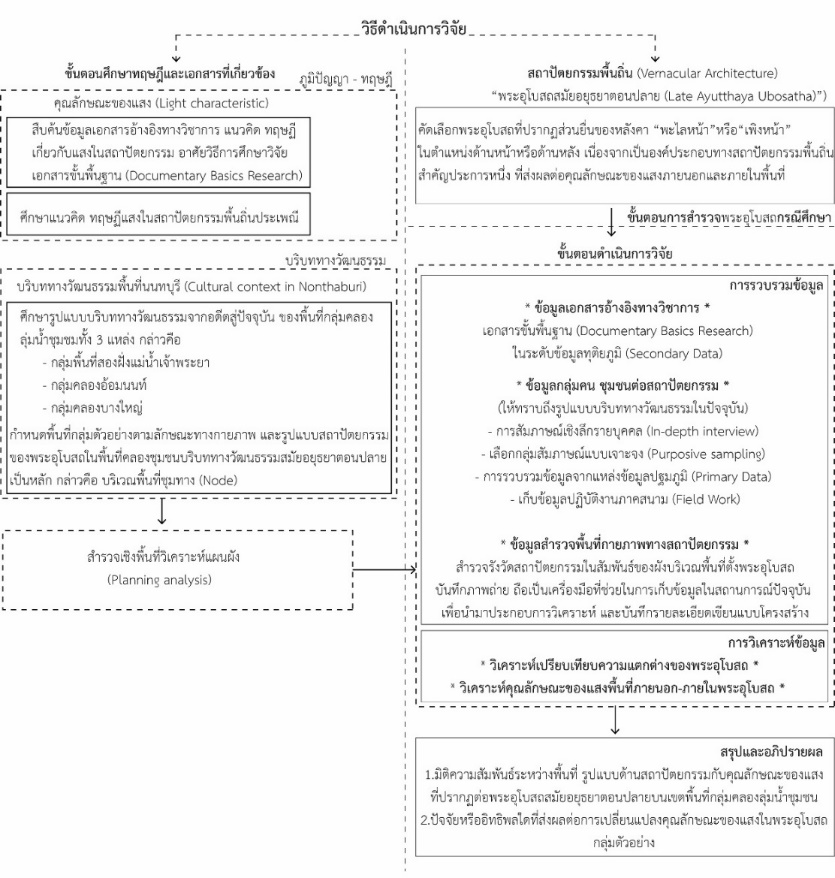 วิธีดำเนินการวิจัย
ขั้นตอนศึกษาทฤษฎีและเอกสารที่เกี่ยวข้อง
ภูมิปัญญา - ทฤษฎี
คุณลักษณะของแสง (Light characteristic)
สืบค้นข้อมูลเอกสารอ้างอิงทางวิชาการ แนวคิด ทฤษฎี
เกี่ยวกับแสงในสถาปัตยกรรม อาศัยวิธีการศึกษาวิจัย
เอกสารขั้นพื้นฐาน (Documentary Basics Research)
ศึกษาแนวคิด ทฤษฎีแสงในสถาปัตยกรรมพื้นถิ่นประเพณี
บริบททางวัฒนธรรม
บริบททางวัฒนธรรมพื้นที่นนทบุรี (Cultural context in Nonthaburi)
ศึกษารูปแบบบริบททางวัฒนธรรมจากอดีตสู่ปัจจุบัน ของพื้นที่กลุ่มคลอง
ลุ่มน้ำชุมชมทั้ง 3 แหล่ง กล่าวคือ
- กลุ่มพื้นที่สองฝั่งแม่น้ำเจ้าพระยา
- กลุ่มคลองอ้อมนนท์
- กลุ่มคลองบางใหญ่
กำหนดพื้นที่กลุ่มตัวอย่างตามลักษณะทางกายภาพ และรูปแบบสถาปัตยกรรม
ของพระอุโบสถในพื้นที่คลองชุมชนบริบททางวัฒนธรรมสมัยอยุธยาตอนปลาย
เป็นหลัก กล่าวคือ บริเวณพื้นที่ชุมทาง (Node)
สำรวจเชิงพื้นที่วิเคราะห์แผนผัง
(Planning analysis)
สถาปัตยกรรมพื้นถิ่น (Vernacular Architecture)
“พระอุโบสถสมัยอยุธยาตอนปลาย (Late Ayutthaya Ubosatha)”)
คัดเลือกพระอุโบสถที่ปรากฏส่วนยื่นของหลังคา “พะไลหน้า”หรือ“เพิงหน้า”
ในตำแหน่งด้านหน้าหรือด้านหลัง เนื่องจากเป็นองค์ประกอบทางสถาปัตยกรรมพื้นถิ่น
สำคัญประการหนึ่ง ที่ส่งผลต่อคุณลักษณะของแสงภายนอกและภายในพื้นที่
ขั้นตอนการสำรวจพระอุโบสถกรณีศึกษา
ขั้นตอนดำเนินการวิจัย
การรวบรวมข้อมูล
* ข้อมูลเอกสารอ้างอิงทางวิชาการ *
เอกสารขั้นพื้นฐาน (Documentary Basics Research)
ในระดับข้อมูลทุติยภูมิ (Secondary Data)
* ข้อมูลกลุ่มคน ชุมชนต่อสถาปัตยกรรม *
(ให้ทราบถึงรูปแบบบริบททางวัฒนธรรมในปัจจุบัน)
- การสัมภาษณ์เชิงลึกรายบุคคล (In-depth interview)
- เลือกกลุ่มสัมภาษณ์แบบเจาะจง (Purposive sampling)
- การรวบรวมข้อมูลจากแหล่งข้อมูลปฐมภูมิ (Primary Data)
- เก็บข้อมูลปฏิบัติงานภาคสนาม (Field Work)
* ข้อมูลสำรวจพื้นที่กายภาพทางสถาปัตยกรรม *
สำรวจรังวัดสถาปัตยกรรมในสัมพันธ์ของผังบริเวณพื้นที่ตั้งพระอุโบสถ
บันทึกภาพถ่าย ถือเป็นเครื่องมือที่ช่วยในการเก็บข้อมูลในสถานการณ์ปัจจุบัน
เพื่อนำมาประกอบการวิเคราะห์ และบันทึกรายละเอียดเขียนแบบโครงสร้าง
การวิเคราะห์ข้อมูล
* วิเคราะห์เปรียบเทียบความแตกต่างของพระอุโบสถ *
* วิเคราะห์คุณลักษณะของแสงพื้นที่ภายนอก-ภายในพระอุโบสถ *
สรุปและอภิปรายผล
1.มิติความสัมพันธ์ระหว่างพื้นที่ รูปแบบด้านสถาปัตยกรรมกับคุณลักษณะของแสง
ที่ปรากฏต่อพระอุโบสถสมัยอยุธยาตอนปลายบนเขตพื้นที่กลุ่มคลองลุ่มน้ำชุมชน
2.ปัจจัยหรืออิทธิพลใดที่ส่งผลต่อการเปลี่ยนแปลงคุณลักษณะของแสงในพระอุโบสถ
กลุ่มตัวอย่าง